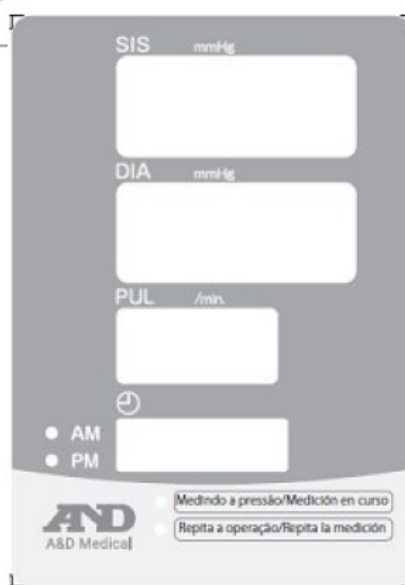 SIS mmHg
DIA mmHg
PUL /min.
AM
PM
Medindo a pressão/Medición en curso
Repita a operação/Repita la medición
AND
A&D Medical